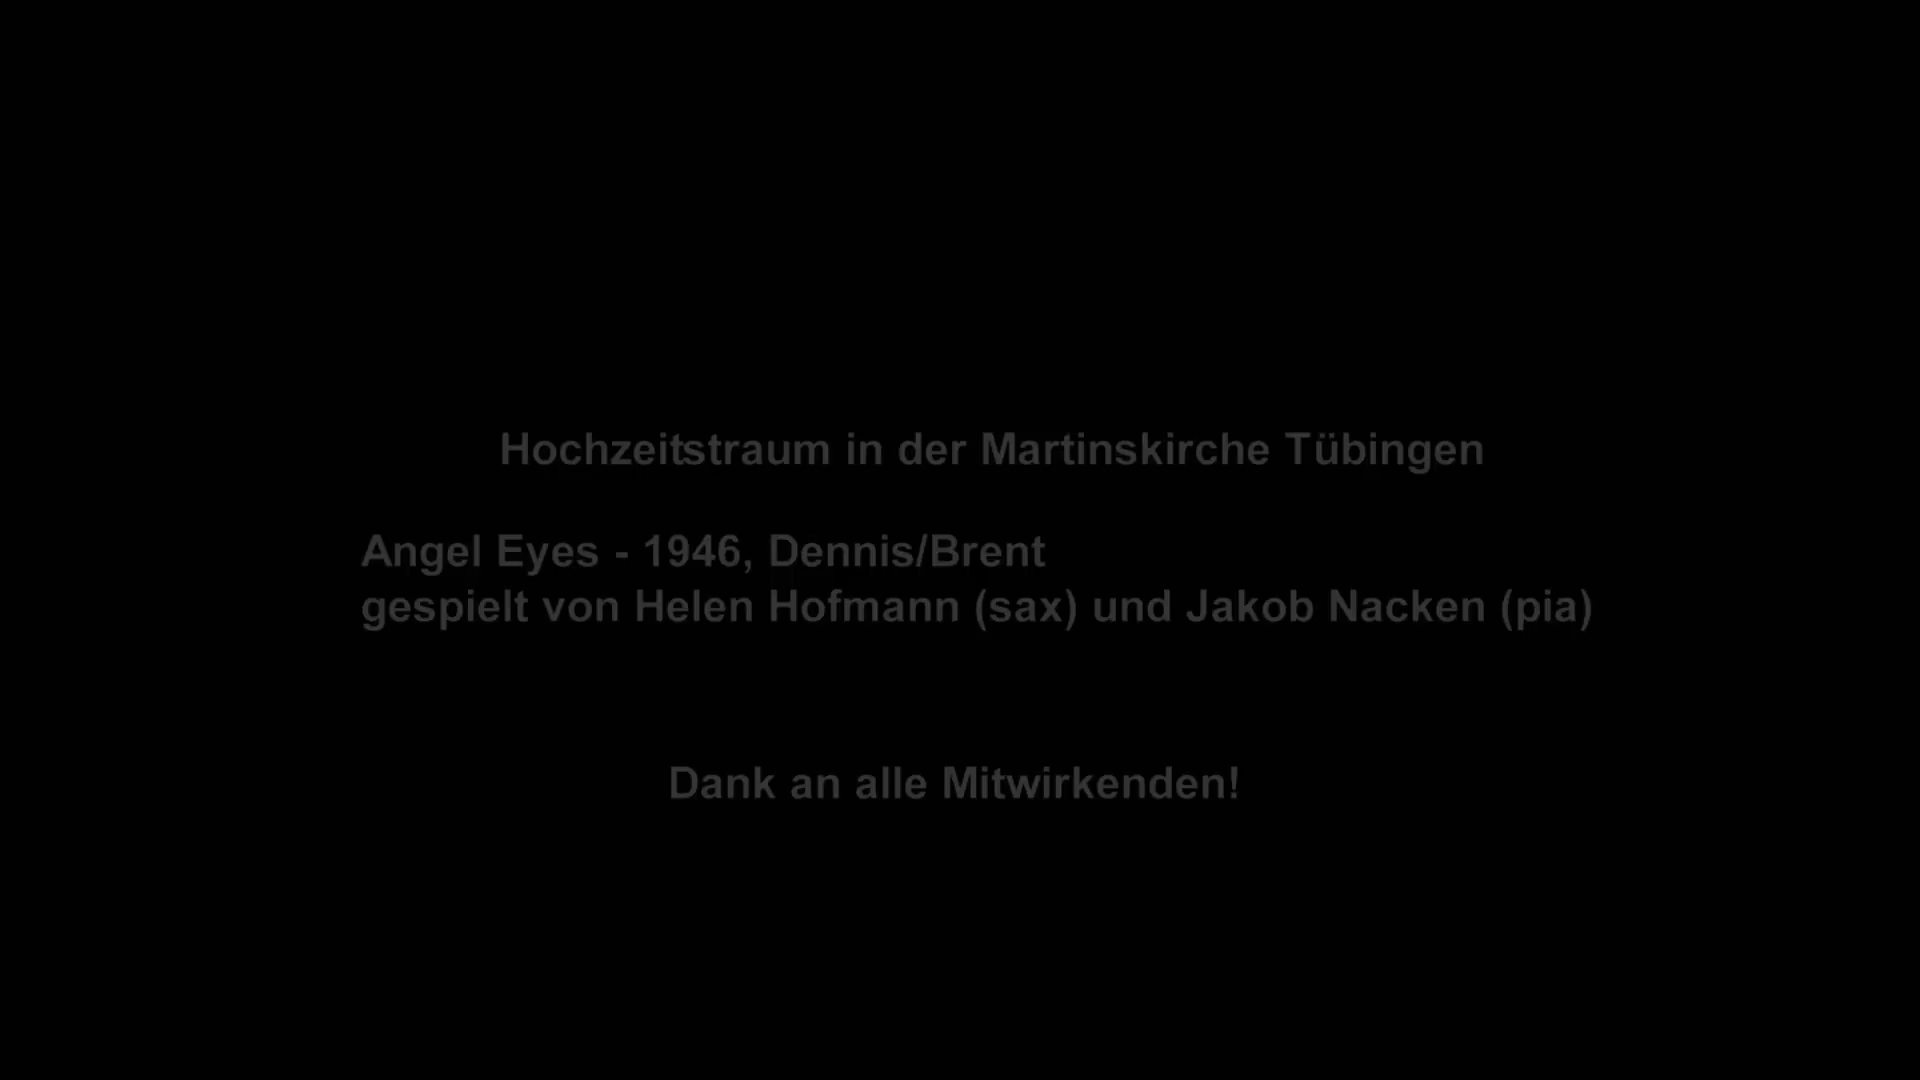 Hochzeitstraum in der Martinskirche Tübingen
Angel Eyes - 1946, Dennis/Brent
gespielt von Helen Hofmann (sax) und Jakob Nacken (pia)
Dank an alle Mitwirkenden!